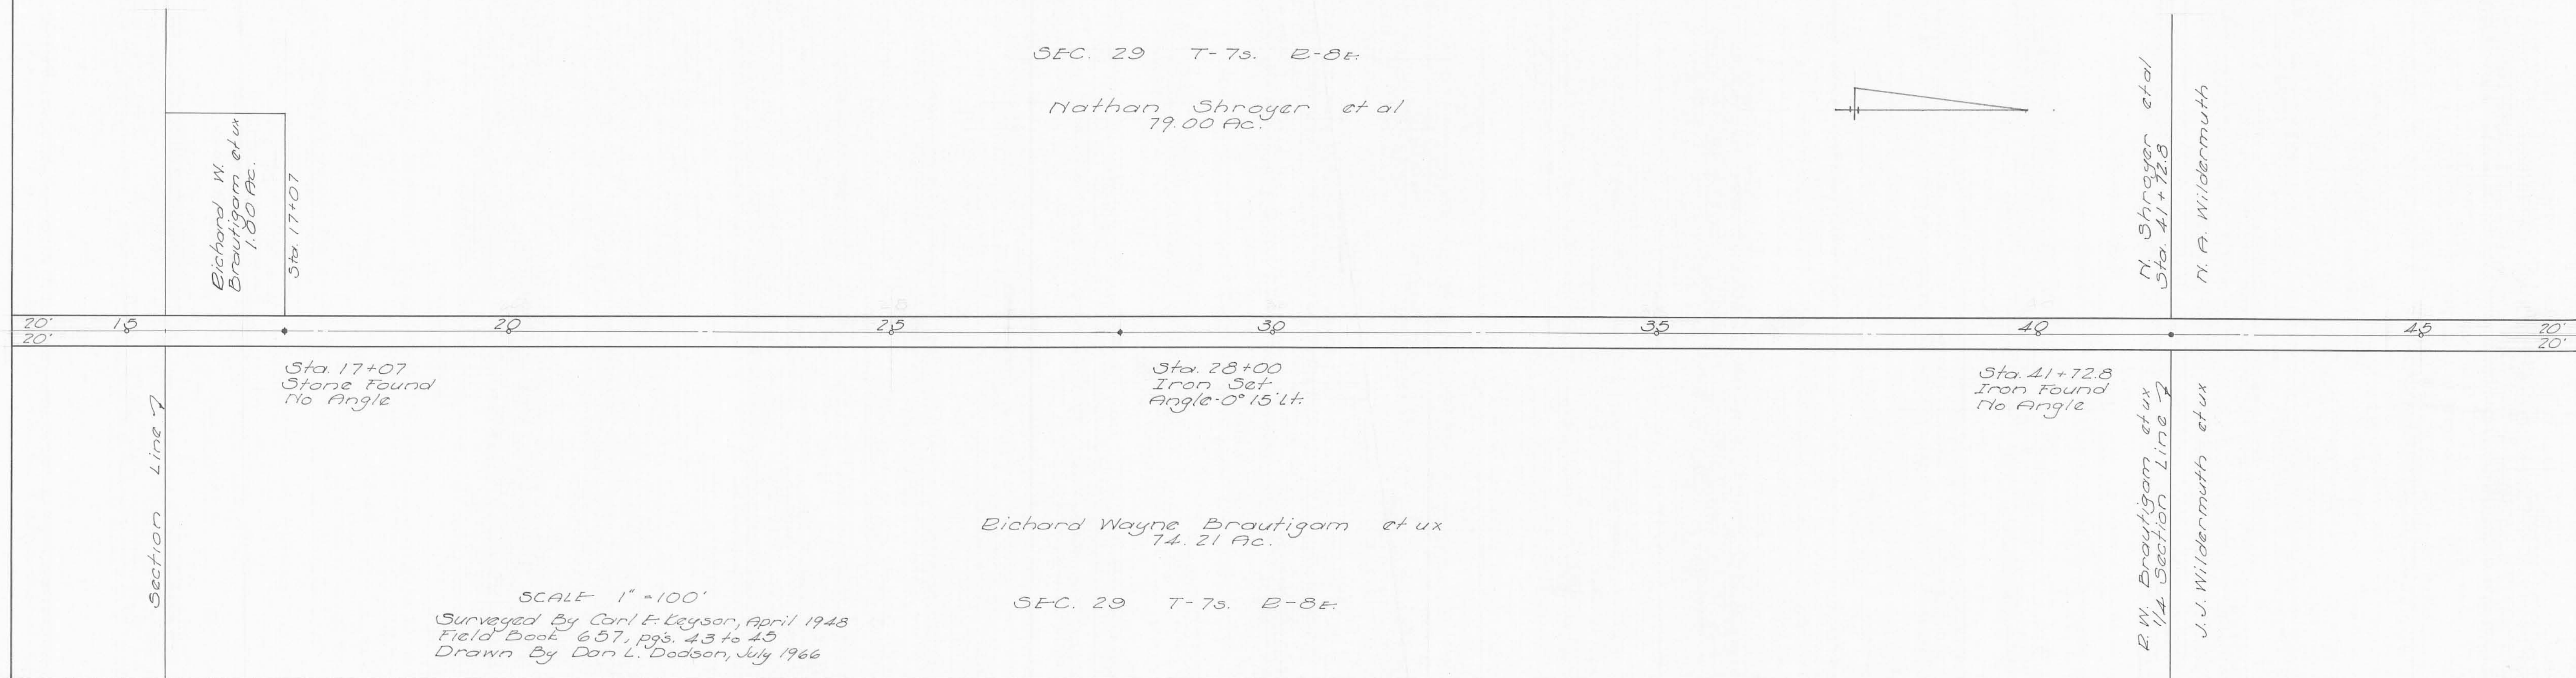 SEC. 29 T-7s. R-8E.
Nathan Shroyer et al
79.00 Ac.
Richard W.
Brautigam et ux
1.00 Ac.
Sta. 17+07
N. Shroyer et al
Sta. 41+72.8
N. A. Wildermuth
20' 15 20 25 30 35 40 45 20'
20' 20'
Sta. 17+07
Stone Found
No Angle
Sta. 28+00
Iron Set
Angle-0°15' Lt.
Sta. 41+72.8
Iron Found
No Angle
Section Line
R. W. Brautigam et ux
1/4 Section Line
J. J. Wildermuth et ux
Richard Wayne Brautigam et ux
74.21 Ac.
SEC. 29 T-7s. R-8E.
SCALE 1" = 100'
Surveyed By Carl F. Keysor, April 1948
Field Book 657, pgs. 43 to 45
Drawn By Dan L. Dodson, July 1966